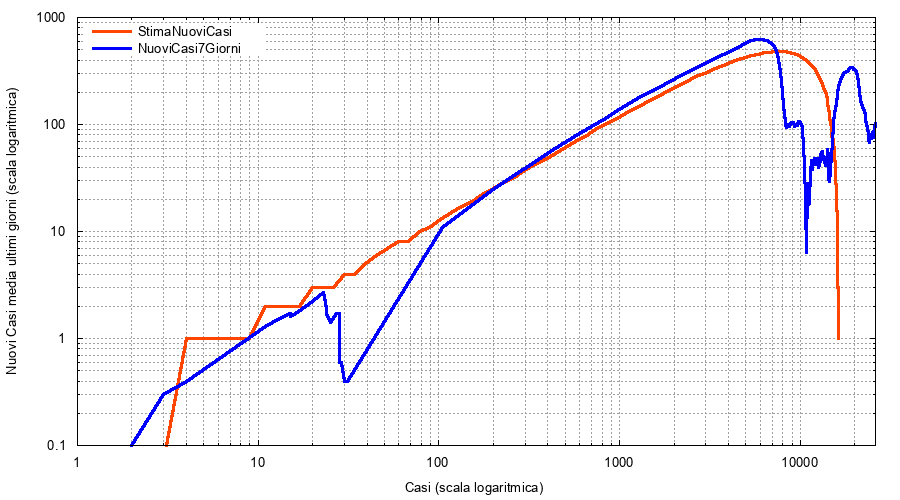 1000
100
10
1
0.1
1
10
100
1000
10000
StimaNuoviCasi
NuoviCasi7Giorni
Nuovi Casi media ultimi giorni (scala logaritmica)
Casi (scala logaritmica)